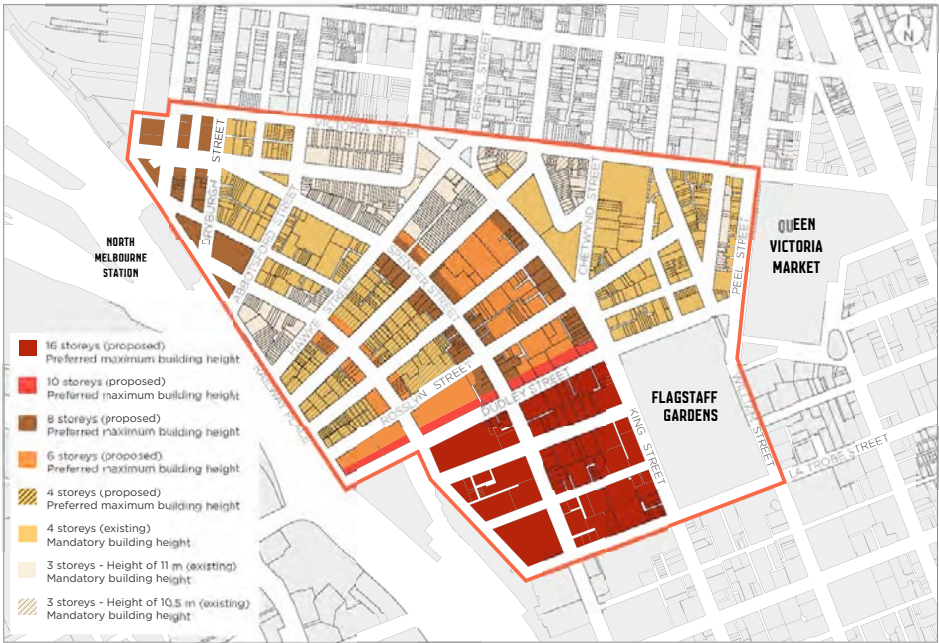 N
VICTORIA STREET
ERROL STREET
STREET
DRYBURGH
ABBOTSFORD STREET
HAWKE STREET
SPENCER STREET
CHETWYND STREET
PEEL STREET
RAILWAY PLACE
ROSSLYN STREET
DUDLEY STREET
KING STREET
WILLIAM STREET
LA TROBE STREET
NORTH
MELBOURNE
STATION
QUEEN
VICTORIA
MARKET
FLAGSTAFF
GARDENS
16 storeys (proposed)
Preferred maximum building height
10 storeys (proposed)
Preferred maximum building height
8 storeys (proposed)
Preferred maximum building height
6 storeys (proposed)
Preferred maximum building height
4 storeys (proposed)
Preferred maximum building height
4 storeys (existing)
Mandatory building height
3 storeys - Height of 11 m (existing)
Mandatory building height
3 storeys - Height of 10.5 m (existing)
Mandatory building height